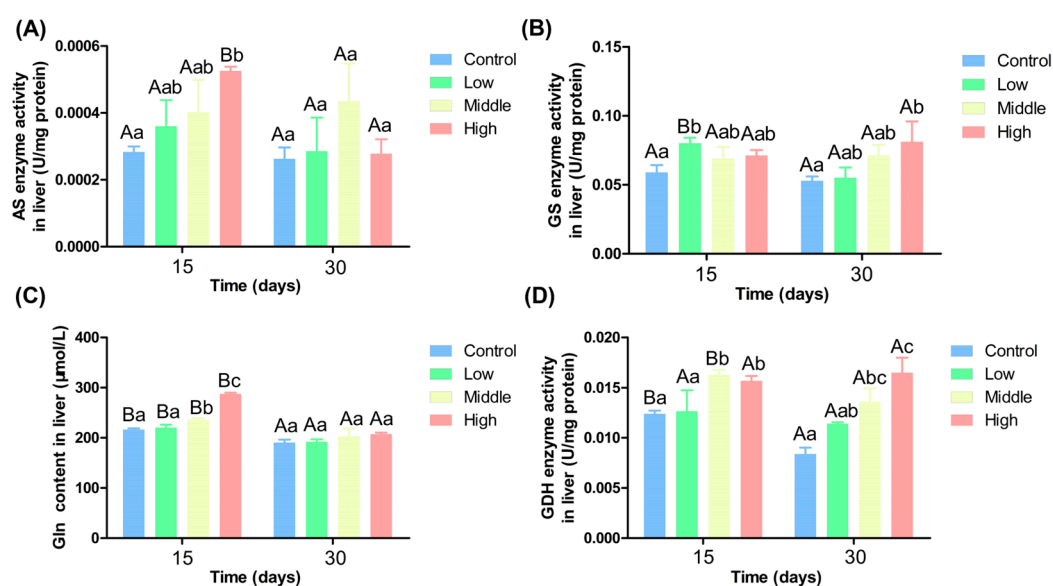 (A)
AS enzyme activity
in liver (U/mg protein)
0.0006
0.0004
0.0002
0.0000
Aa
Aab
Aab
Bb
Aa
Aa
Aa
Aa
15
30
Time (days)
Control
Low
Middle
High
(B)
GS enzyme activity
in liver (U/mg protein)
0.15
0.10
0.05
0.00
Aa
Bb
Aab
Aab
Aa
Aab
Aab
Ab
15
30
Time (days)
Control
Low
Middle
High
(C)
Gln content in liver (μmol/L)
400
300
200
100
0
Ba
Ba
Bb
Bc
Aa
Aa
Aa
Aa
15
30
Time (days)
Control
Low
Middle
High
(D)
GDH enzyme activity
in liver (U/mg protein)
0.020
0.015
0.010
0.005
0.000
Ba
Aa
Bb
Ab
Aa
Aab
Abc
Ac
15
30
Time (days)
Control
Low
Middle
High